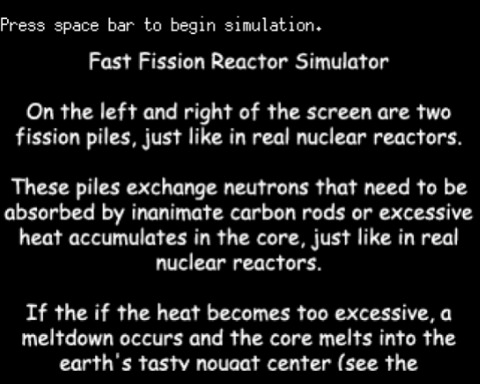 Press space bar to begin simulation.
Fast Fission Reactor Simulator
On the left and right of the screen are two
fission piles, just like in real nuclear reactors.
These piles exchange neutrons that need to be
absorbed by inanimate carbon rods or excessive
heat accumulates in the core, just like in real
nuclear reactors.
If the if the heat becomes too excessive, a
meltdown occurs and the core melts into the
earth's tasty nougat center (see the